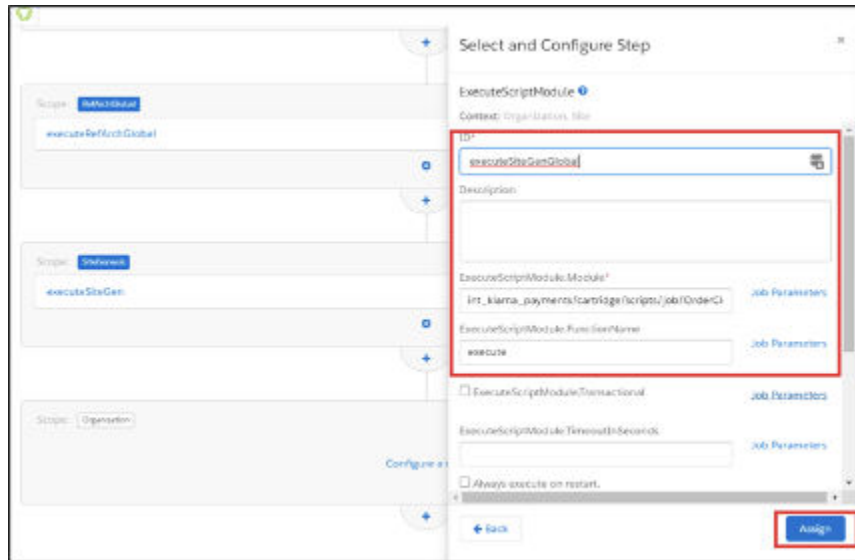 Select and Configure Step
ExecuteScriptModule
Context: Organization, Site
Scope: RefArchGlobal
executeRefArchGlobal
ID*
executeSiteGenGlobal
Description
Scope: SiteGenesis
executeSiteGen
ExecuteScriptModule.Module*
int_klarna_payments/cartridge/scripts/job/OrderCl
Job Parameters
ExecuteScriptModule.FunctionName
execute
Job Parameters
ExecuteScriptModule.Transactional
Job Parameters
Scope: Organization
ExecuteScriptModule.TimeoutInSeconds
Job Parameters
Configure a
Always execute on restart.
Back
Assign